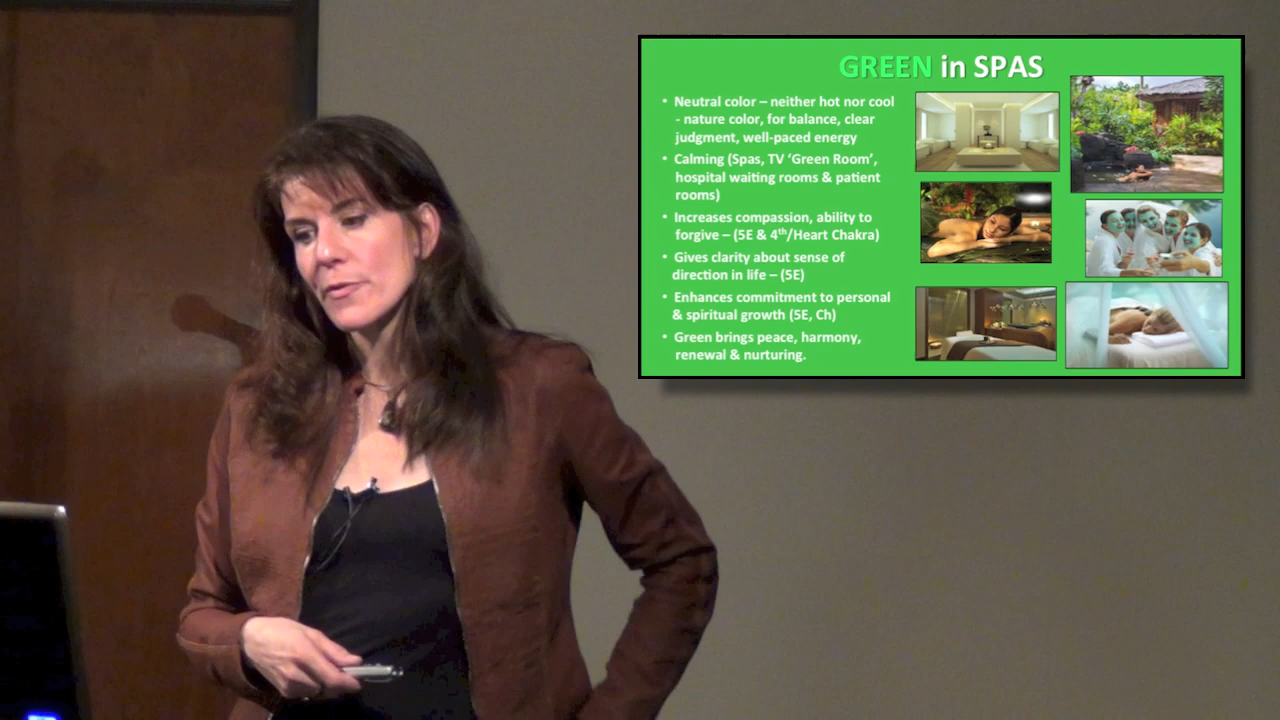 GREEN in SPAS
• Neutral color – neither hot nor cool
- nature color, for balance, clear
judgment, well-paced energy
• Calming (Spas, TV ‘Green Room’,
hospital waiting rooms & patient
rooms)
• Increases compassion, ability to
forgive – (5E & 4th/Heart Chakra)
• Gives clarity about sense of
direction in life – (5E)
• Enhances commitment to personal
& spiritual growth (5E, Ch)
• Green brings peace, harmony,
renewal & nurturing.